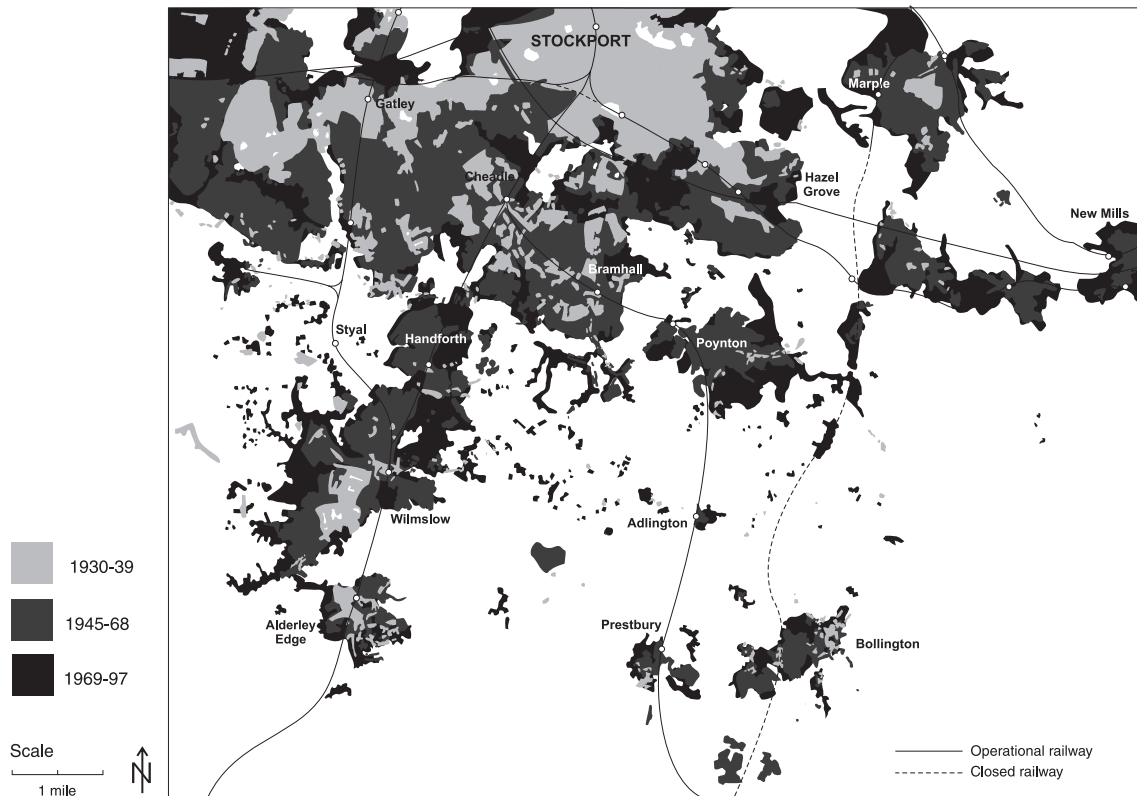 STOCKPORT
Marple
Gatley
Cheadle
Hazel
Grove
New Mills
Bramhall
Styal
Handforth
Poynton
Wilmslow
Adlington
1930-39
1945-68
Alderley
Edge
Prestbury
Bollington
1969-97
Scale
1 mile
N
Operational railway
Closed railway